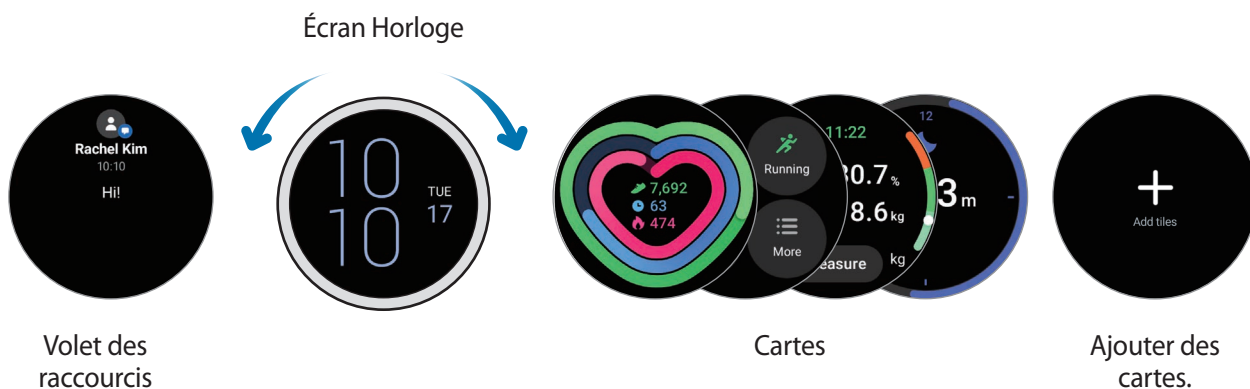 Écran Horloge
Rachel Kim
10:10
Hi!
10
10
TUE
17
7,692
63
474
Running
More
11:22
0.7 %
8.6 kg
easure
kg
12
3 m
Add tiles
Volet des
raccourcis
Cartes
Ajouter des
cartes.